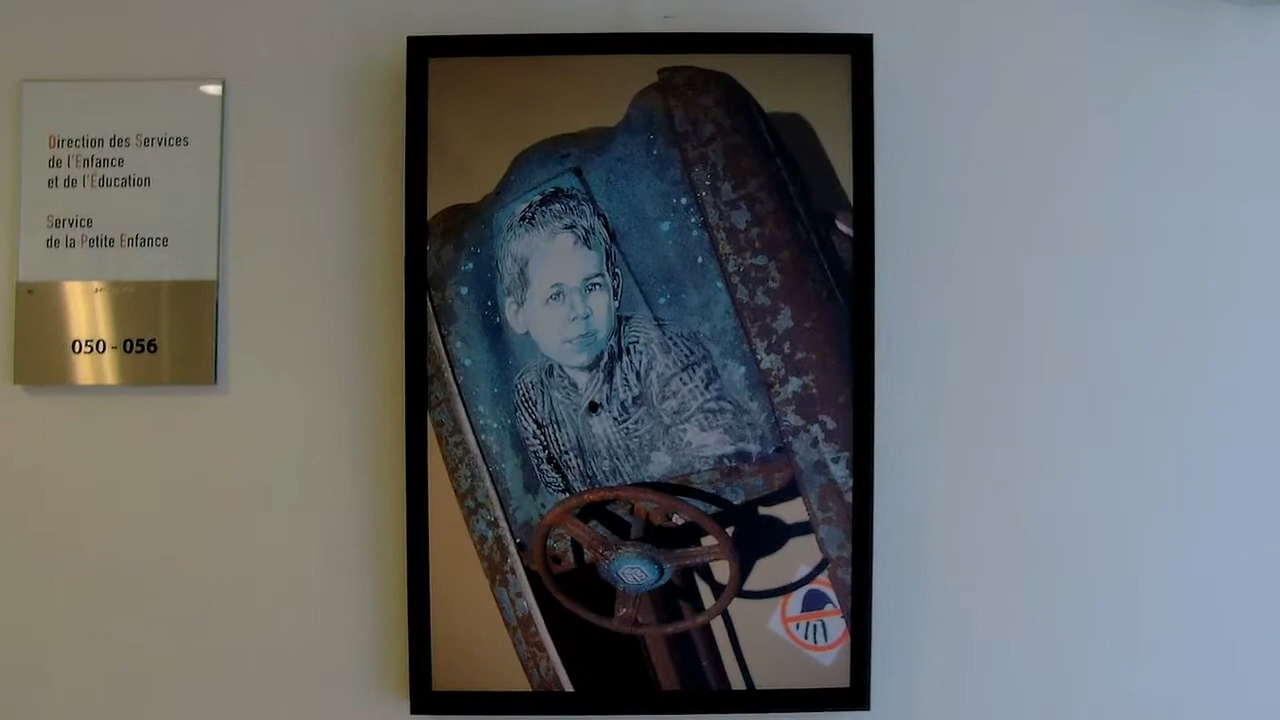 Direction des Services
de l'Enfance
et de l'Éducation
Service
de la Petite Enfance
050 - 056